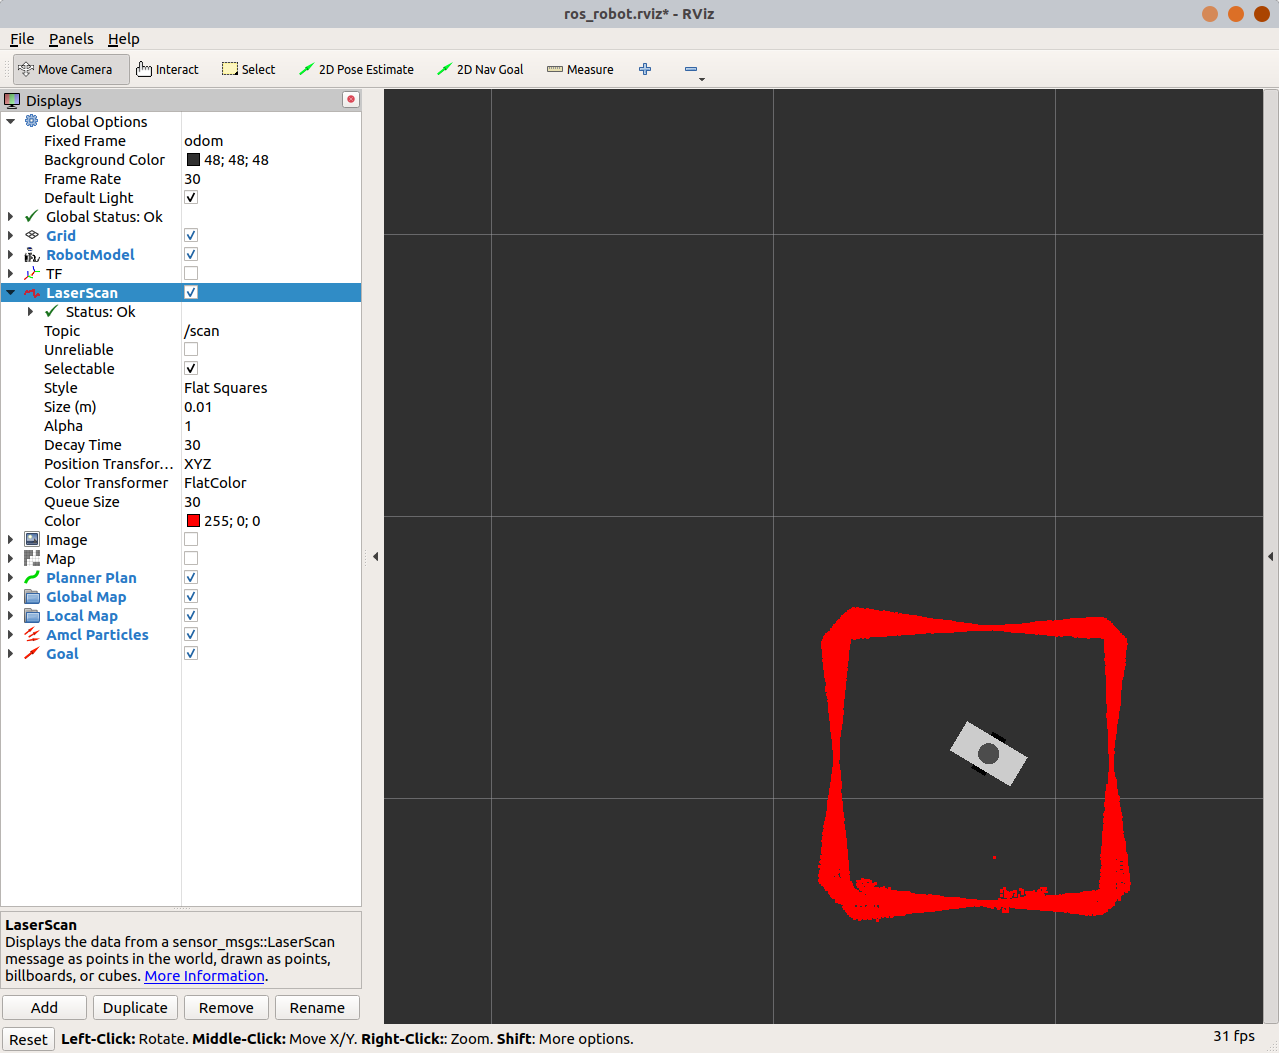 ros_robot.rviz* - RViz
File Panels Help
Move Camera Interact Select 2D Pose Estimate 2D Nav Goal Measure
Displays
Global Options
Fixed Frame odom
Background Color 48; 48; 48
Frame Rate 30
Default Light
Global Status: Ok
Grid
RobotModel
TF
LaserScan
Status: Ok
Topic /scan
Unreliable
Selectable
Style Flat Squares
Size (m) 0.01
Alpha 1
Decay Time 30
Position Transfor... XYZ
Color Transformer FlatColor
Queue Size 30
Color 255; 0; 0
Image
Map
Planner Plan
Global Map
Local Map
Amcl Particles
Goal
LaserScan
Displays the data from a sensor_msgs::LaserScan
message as points in the world, drawn as points,
billboards, or cubes. More Information.
Add Duplicate Remove Rename
Reset Left-Click: Rotate. Middle-Click: Move X/Y. Right-Click:: Zoom. Shift: More options. 31 fps